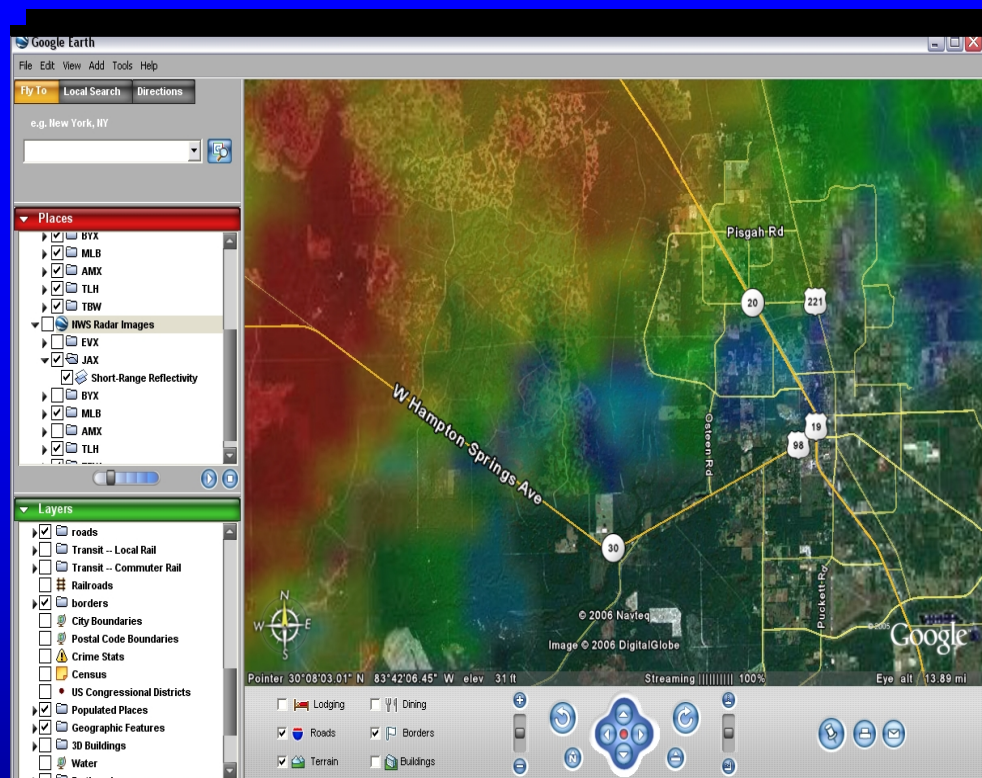 Google Earth
File Edit View Add Tools Help
Fly To Local Search Directions
e.g. New York, NY
Places
BYX
MLB
AMX
TLH
TBW
NWS Radar Images
EVX
JAX
Short-Range Reflectivity
BYX
MLB
AMX
TLH
Layers
roads
Transit -- Local Rail
Transit -- Commuter Rail
Railroads
borders
City Boundaries
Postal Code Boundaries
Crime Stats
Census
US Congressional Districts
Populated Places
Geographic Features
3D Buildings
Water
Pisgah Rd
20
221
W Hampton Springs Ave
Osteen Rd
19
98
30
Puckett Rd
N
W E
S
© 2006 Navteq
Image © 2006 DigitalGlobe
©2005 Google
Pointer 30°08'03.01" N 83°42'06.45" W elev 31 ft Streaming |||||||||| 100% Eye alt 13.89 mi
Lodging Dining
Roads Borders
Terrain Buildings
N